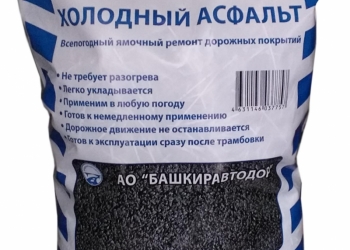 ХОЛОДНЫЙ АСФАЛЬТ
Всепогодный ямочный ремонт дорожных покрытий
• Не требует разогрева
• Легко укладывается
• Применим в любую погоду
• Готов к немедленному применению
• Дорожное движение не останавливается
• Готов к эксплуатации сразу после трамбовки
АО "БАШКИРАВТОДОР"